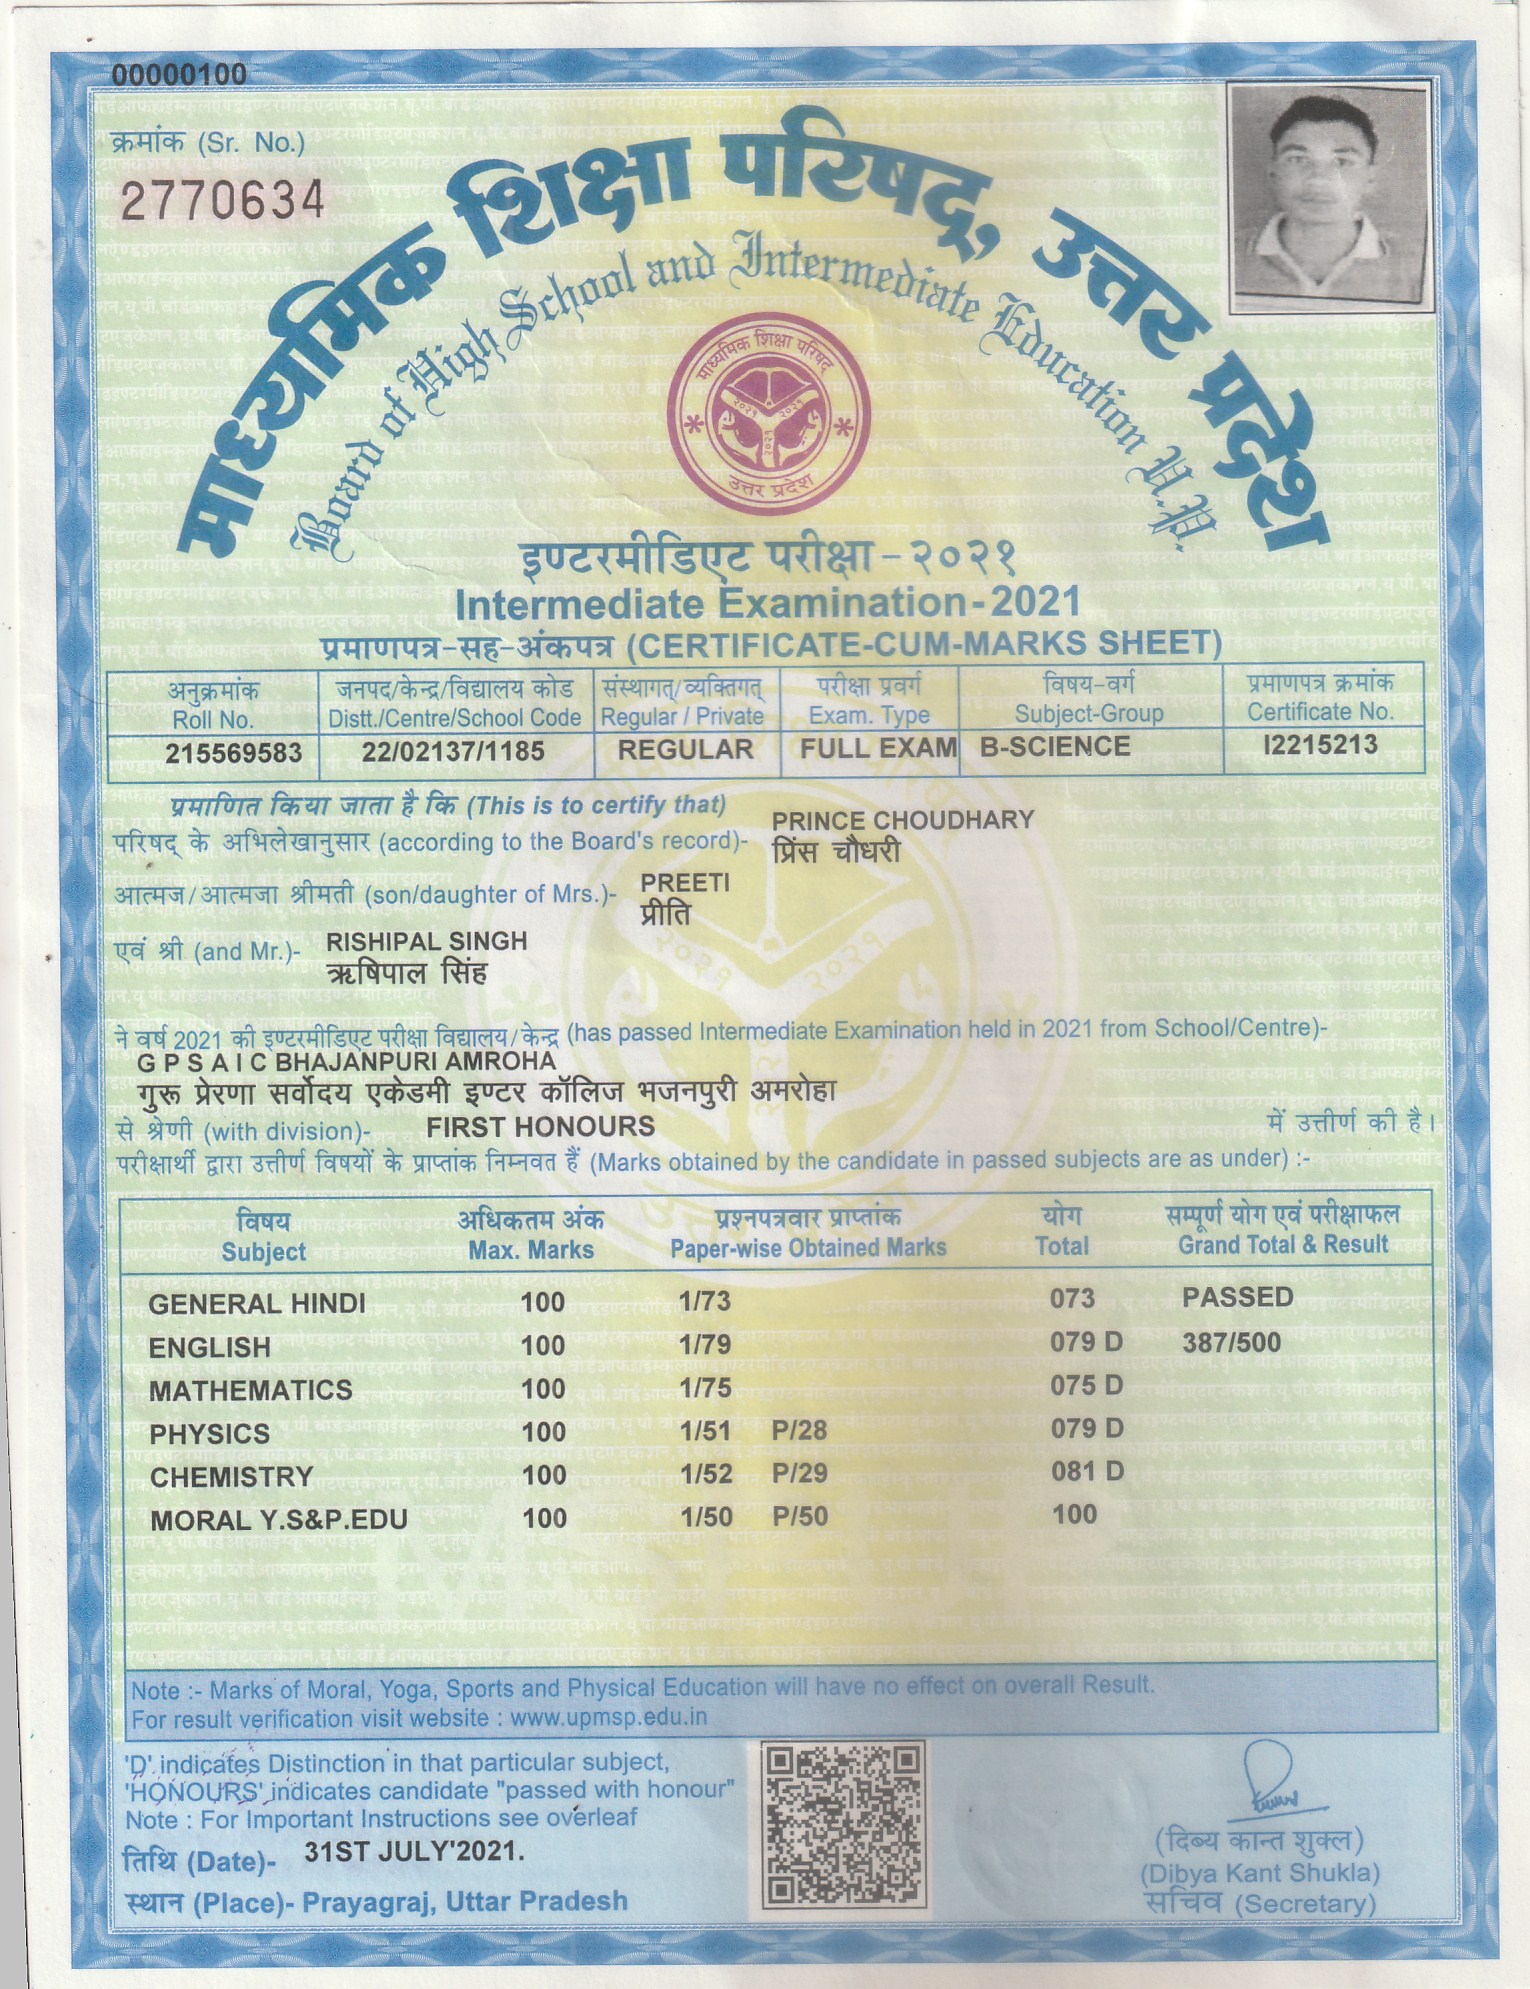 00000100
क्रमांक (Sr. No.)
2770634
माध्यमिक शिक्षा परिषद्, उत्तर प्रदेश
Board of High School and Intermediate Education U.P.
माध्यमिक शिक्षा परिषद
२०२१ २०२१
२०२१
उत्तर प्रदेश
इण्टरमीडिएट परीक्षा-२०२१
Intermediate Examination-2021
प्रमाणपत्र-सह-अंकपत्र (CERTIFICATE-CUM-MARKS SHEET)
अनुक्रमांक जनपद/केन्द्र/विद्यालय कोड संस्थागत/व्यक्तिगत् परीक्षा प्रवर्ग विषय-वर्ग प्रमाणपत्र क्रमांक
Roll No. Distt./Centre/School Code Regular / Private Exam. Type Subject-Group Certificate No.
215569583 22/02137/1185 REGULAR FULL EXAM B-SCIENCE I2215213
प्रमाणित किया जाता है कि (This is to certify that)
PRINCE CHOUDHARY
परिषद् के अभिलेखानुसार (according to the Board's record)- प्रिंस चौधरी
PREETI
आत्मज/आत्मजा श्रीमती (son/daughter of Mrs.)- प्रीति
RISHIPAL SINGH
एवं श्री (and Mr.)- ऋषिपाल सिंह
ने वर्ष 2021 की इण्टरमीडिएट परीक्षा विद्यालय/केन्द्र (has passed Intermediate Examination held in 2021 from School/Centre)-
G P S A I C BHAJANPURI AMROHA
गुरू प्रेरणा सर्वोदय एकेडमी इण्टर कॉलिज भजनपुरी अमरोहा
से श्रेणी (with division)- FIRST HONOURS में उत्तीर्ण की है।
परीक्षार्थी द्वारा उत्तीर्ण विषयों के प्राप्तांक निम्नवत हैं (Marks obtained by the candidate in passed subjects are as under) :-
विषय अधिकतम अंक प्रश्नपत्रवार प्राप्तांक योग सम्पूर्ण योग एवं परीक्षाफल
Subject Max. Marks Paper-wise Obtained Marks Total Grand Total & Result
GENERAL HINDI 100 1/73 073 PASSED
ENGLISH 100 1/79 079 D 387/500
MATHEMATICS 100 1/75 075 D
PHYSICS 100 1/51 P/28 079 D
CHEMISTRY 100 1/52 P/29 081 D
MORAL Y.S&P.EDU 100 1/50 P/50 100
Note :- Marks of Moral, Yoga, Sports and Physical Education will have no effect on overall Result.
For result verification visit website : www.upmsp.edu.in
'D' indicates Distinction in that particular subject,
'HONOURS' indicates candidate "passed with honour"
Note : For Important Instructions see overleaf
तिथि (Date)- 31ST JULY'2021.
स्थान (Place)- Prayagraj, Uttar Pradesh
(दिब्य कान्त शुक्ल)
(Dibya Kant Shukla)
सचिव (Secretary)